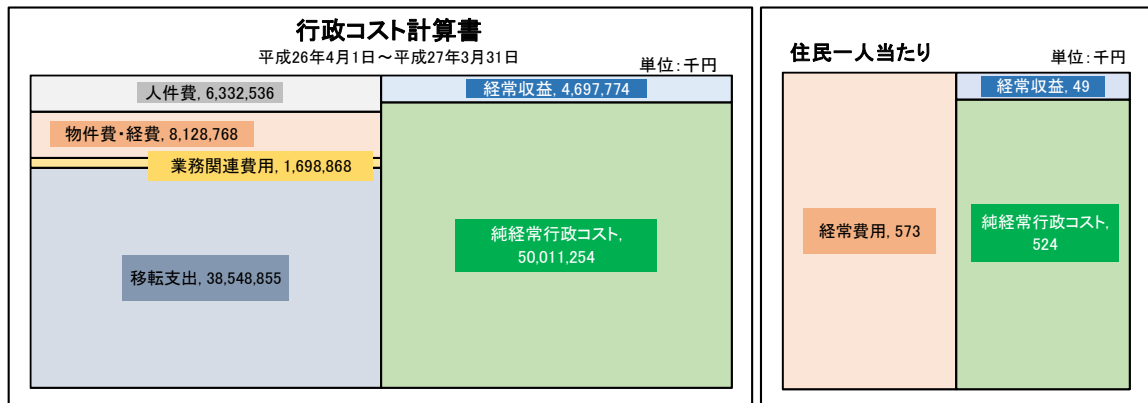 行政コスト計算書
平成26年4月1日～平成27年3月31日
単位：千円
人件費, 6,332,536
経常収益, 4,697,774
物件費・経費, 8,128,768
業務関連費用, 1,698,868
純経常行政コスト,
50,011,254
移転支出, 38,548,855
住民一人当たり
単位：千円
経常収益, 49
経常費用, 573
純経常行政コスト,
524